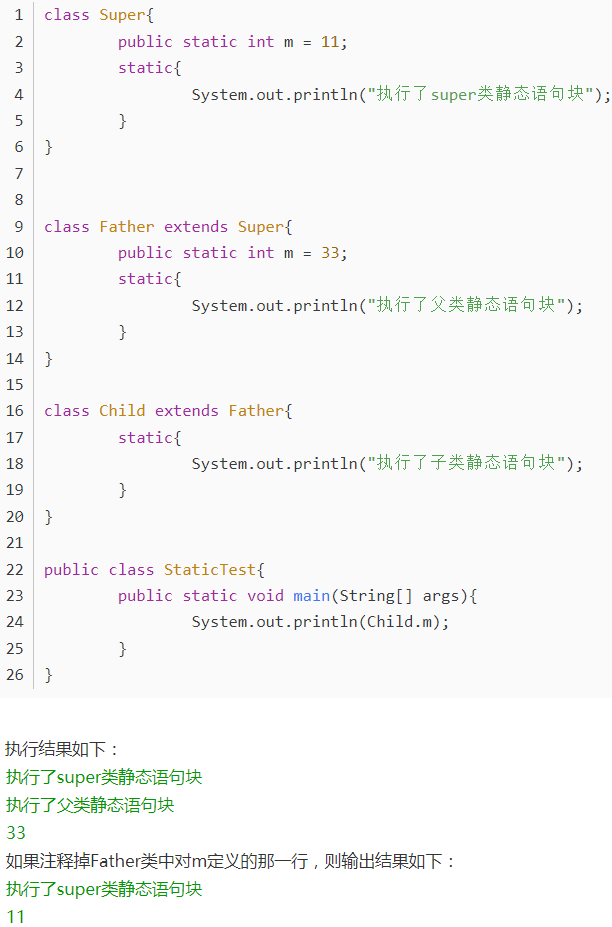 1 class Super{
2 public static int m = 11;
3 static{
4 System.out.println("执行了super类静态语句块");
5 }
6 }
7
8
9 class Father extends Super{
10 public static int m = 33;
11 static{
12 System.out.println("执行了父类静态语句块");
13 }
14 }
15
16 class Child extends Father{
17 static{
18 System.out.println("执行了子类静态语句块");
19 }
20 }
21
22 public class StaticTest{
23 public static void main(String[] args){
24 System.out.println(Child.m);
25 }
26 }
执行结果如下：
执行了super类静态语句块
执行了父类静态语句块
33
如果注释掉Father类中对m定义的那一行，则输出结果如下：
执行了super类静态语句块
11